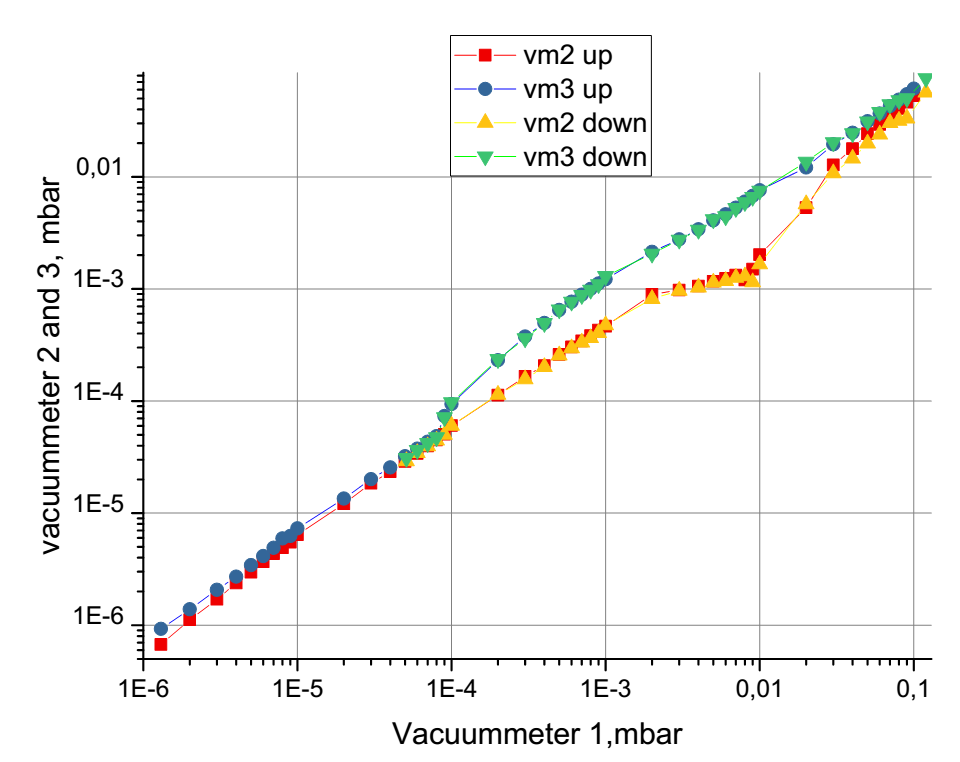 vm2 up
vm3 up
vm2 down
vm3 down
0,01
1E-3
1E-4
1E-5
1E-6
vacuummeter 2 and 3, mbar
1E-6 1E-5 1E-4 1E-3 0,01 0,1
Vacuummeter 1,mbar